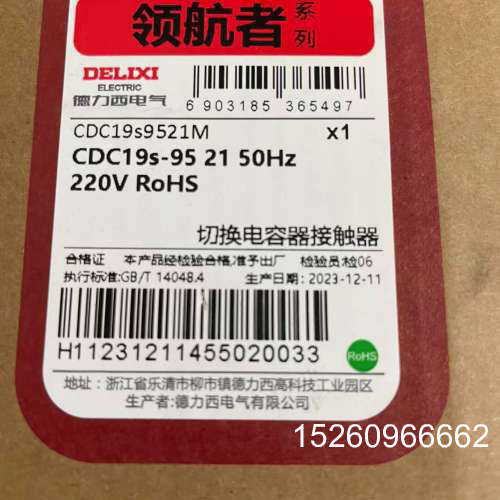 领航者 系列
DELIXI
ELECTRIC
德力西电气
6 903185 365497
CDC19s9521M x1
CDC19s-95 21 50Hz
220V RoHS
切换电容器接触器
合格证 本产品经检验合格,准予出厂 检验员:检06
执行标准:GB/T 14048.4 生产日期:2023-12-11
H11231211455020033
RoHS
地址:浙江省乐清市柳市镇德力西高科技工业园区
生产者:德力西电气有限公司
15260966662